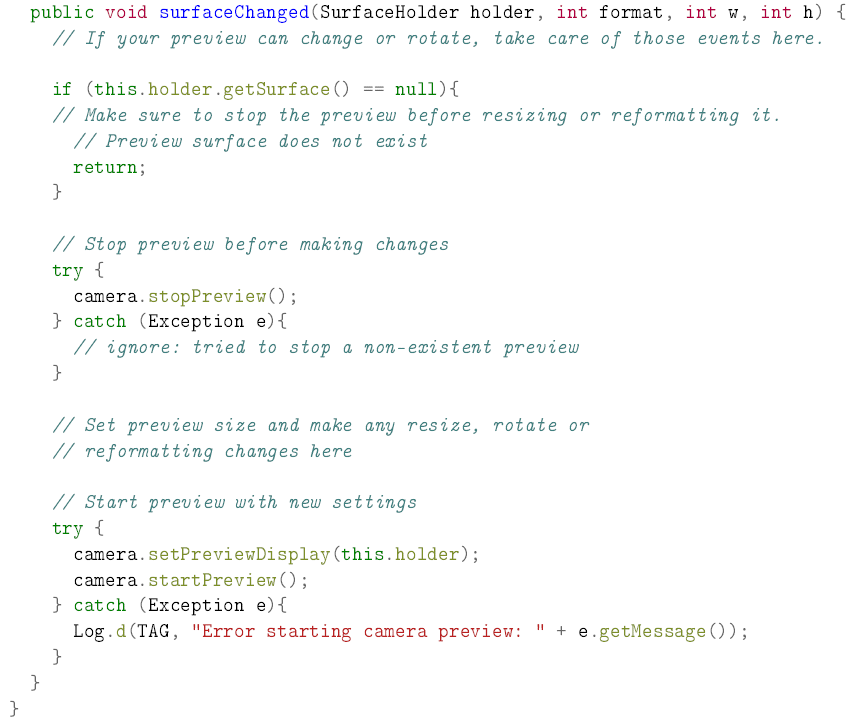 public void surfaceChanged(SurfaceHolder holder, int format, int w, int h) {
// If your preview can change or rotate, take care of those events here.
if (this.holder.getSurface() == null){
// Make sure to stop the preview before resizing or reformatting it.
// Preview surface does not exist
return;
}
// Stop preview before making changes
try {
camera.stopPreview();
} catch (Exception e){
// ignore: tried to stop a non-existent preview
}
// Set preview size and make any resize, rotate or
// reformatting changes here
// Start preview with new settings
try {
camera.setPreviewDisplay(this.holder);
camera.startPreview();
} catch (Exception e){
Log.d(TAG, "Error starting camera preview: " + e.getMessage());
}
}
}